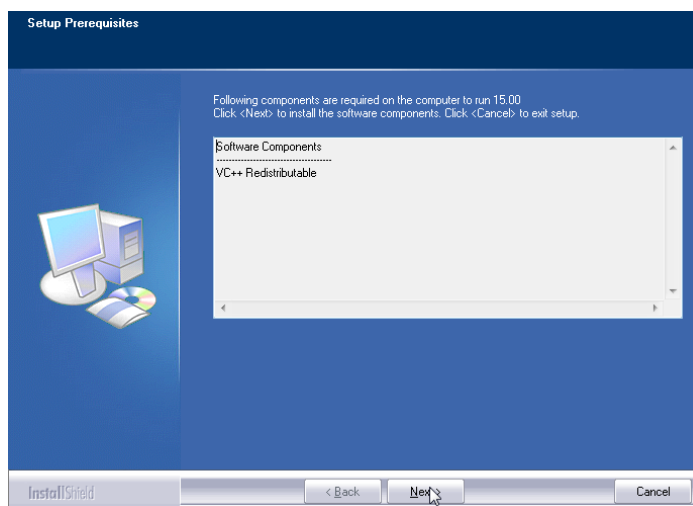 Setup Prerequisites
Following components are required on the computer to run 15.00
Click <Next> to install the software components. Click <Cancel> to exit setup.
Software Components
--------------------------------------
VC++ Redistributable
InstallShield
< Back
Next >
Cancel